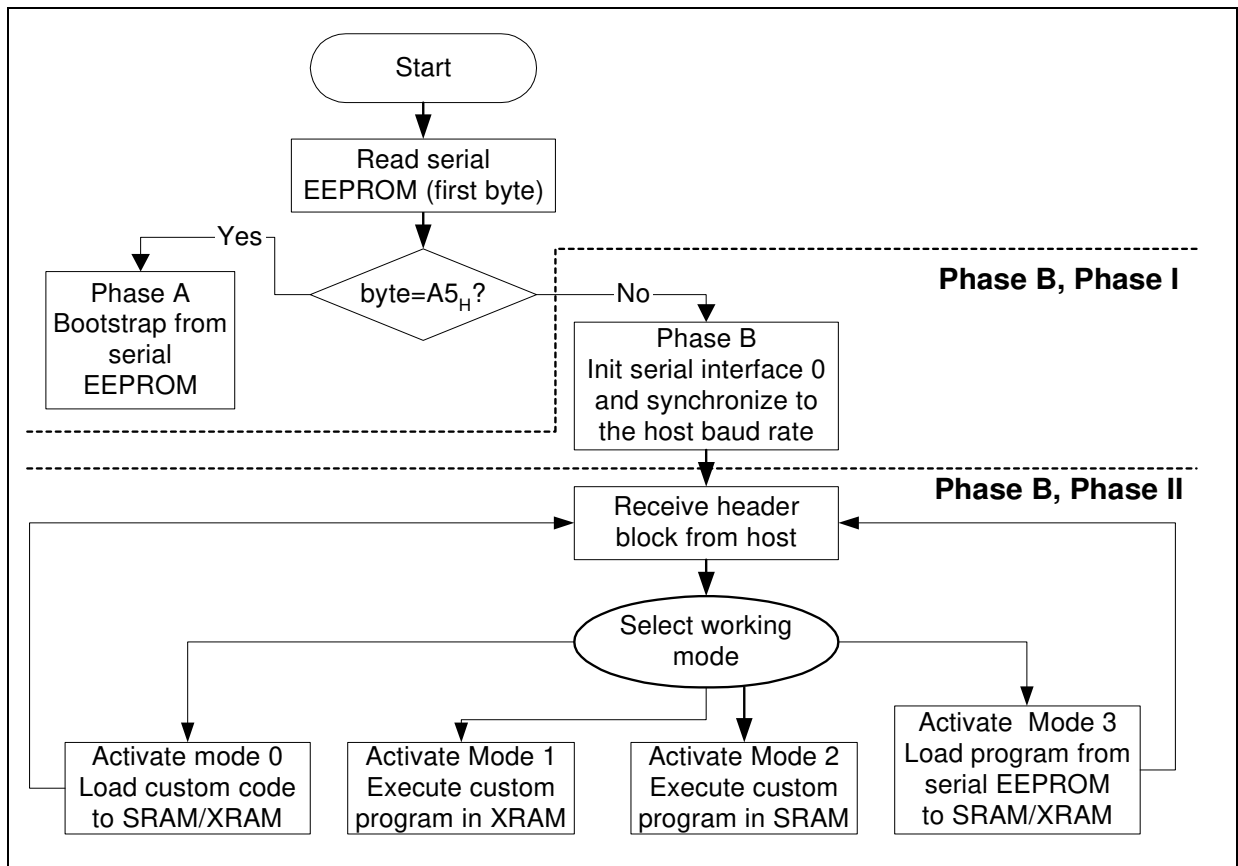 Start
Read serial
EEPROM (first byte)
Yes
byte=A5H?
No
Phase B, Phase I
Phase A
Bootstrap from
serial
EEPROM
Phase B
Init serial interface 0
and synchronize to
the host baud rate
Phase B, Phase II
Receive header
block from host
Select working
mode
Activate mode 0
Load custom code
to SRAM/XRAM
Activate Mode 1
Execute custom
program in XRAM
Activate Mode 2
Execute custom
program in SRAM
Activate Mode 3
Load program from
serial EEPROM
to SRAM/XRAM